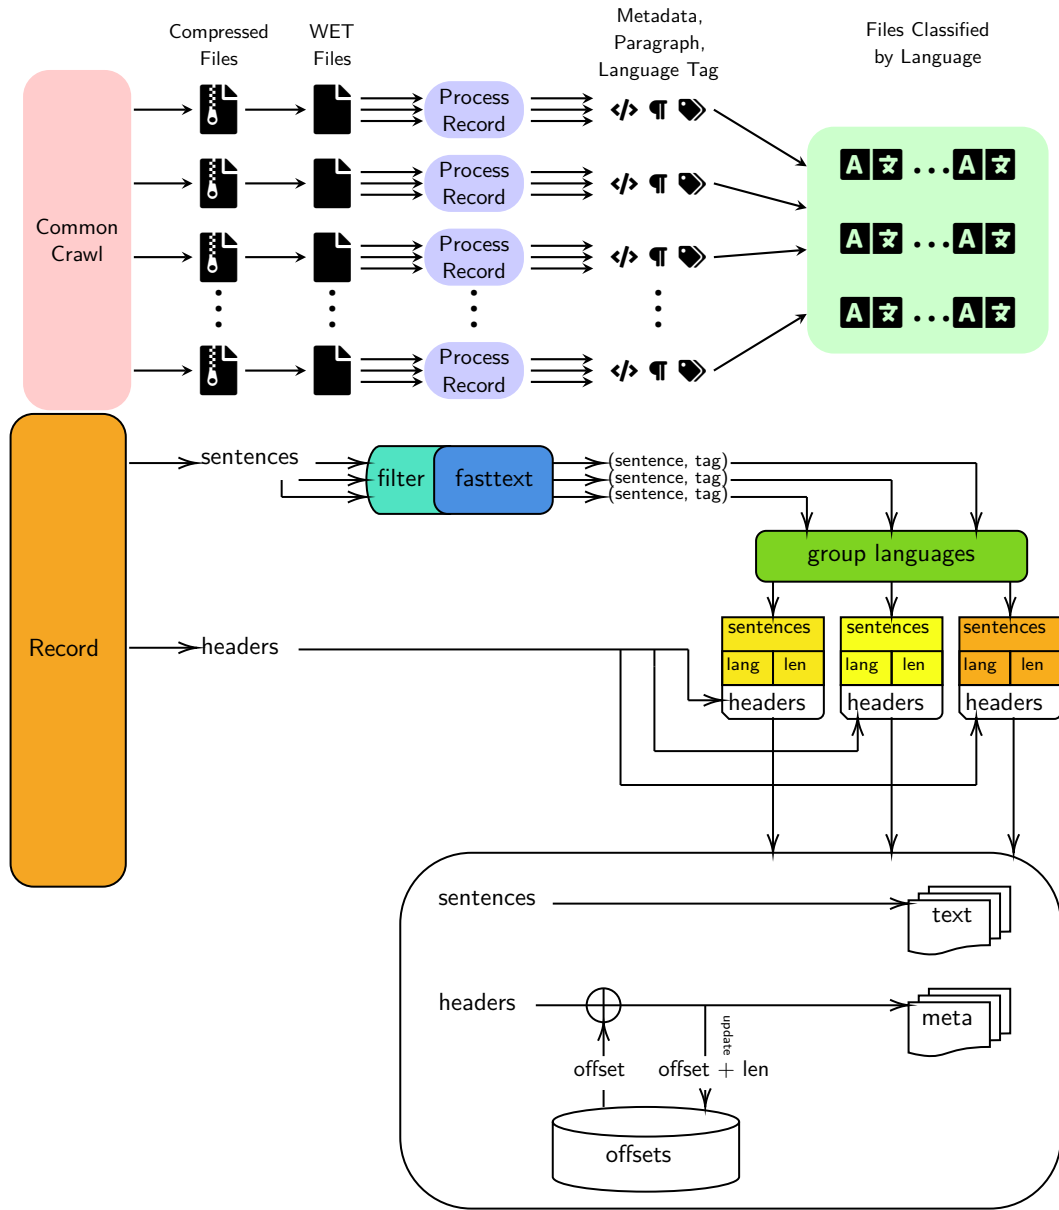 Compressed
Files
WET
Files
Metadata,
Paragraph,
Language Tag
Files Classified
by Language
Common
Crawl
Process
Record
Process
Record
Process
Record
Process
Record
Record
sentences
filter
fasttext
(sentence, tag)
(sentence, tag)
(sentence, tag)
group languages
headers
sentences
lang
len
headers
sentences
lang
len
headers
sentences
lang
len
headers
sentences
text
headers
meta
update
offset
offset + len
offsets